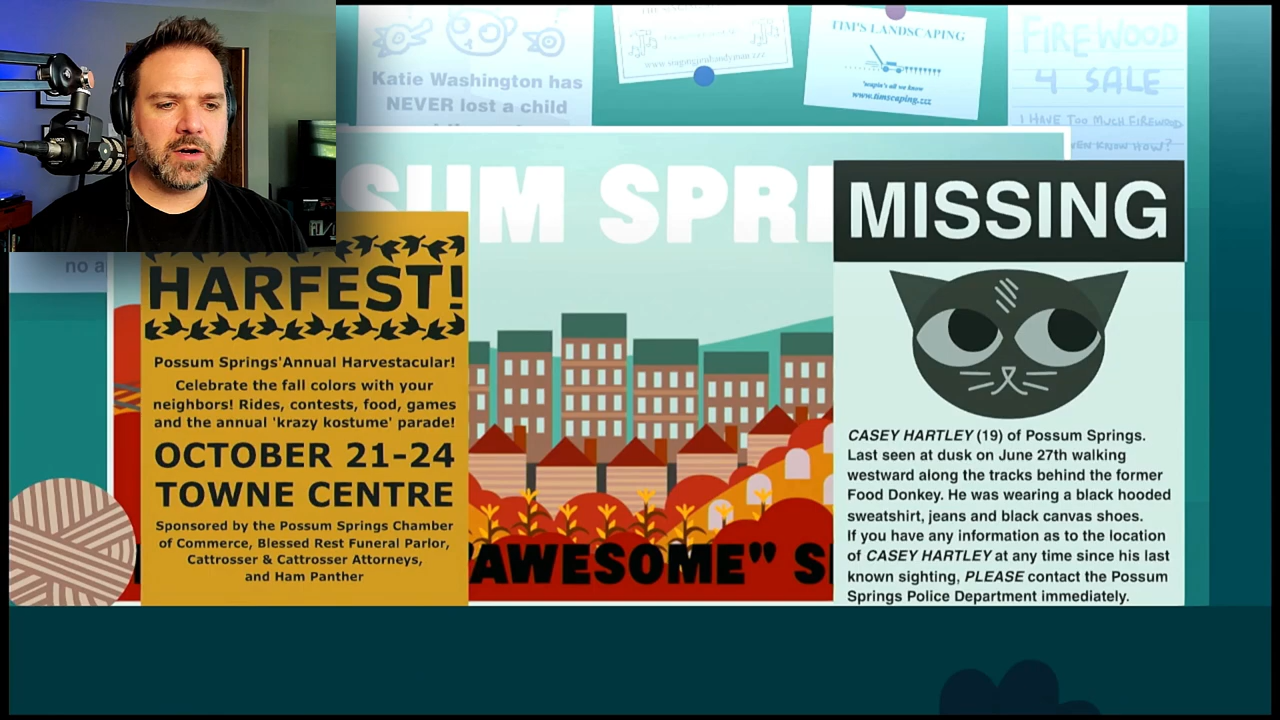 Katie Washington has
NEVER lost a child
www.
TIM'S LANDSCAPING
www.timscaping.zzz
FIREWOOD
4 SALE
I HAVE TOO MUCH FIREWOOD
EN KNOW HOW?
SUM SPRI
no a
HARFEST!
Possum Springs'Annual Harvestacular!
Celebrate the fall colors with your
neighbors! Rides, contests, food, games
and the annual 'krazy kostume' parade!
OCTOBER 21-24
TOWNE CENTRE
Sponsored by the Possum Springs Chamber
of Commerce, Blessed Rest Funeral Parlor,
Cattrosser & Cattrosser Attorneys,
and Ham Panther
"AWESOME" S
MISSING
CASEY HARTLEY (19) of Possum Springs.
Last seen at dusk on June 27th walking
westward along the tracks behind the former
Food Donkey. He was wearing a black hooded
sweatshirt, jeans and black canvas shoes.
If you have any information as to the location
of CASEY HARTLEY at any time since his last
known sighting, PLEASE contact the Possum
Springs Police Department immediately.